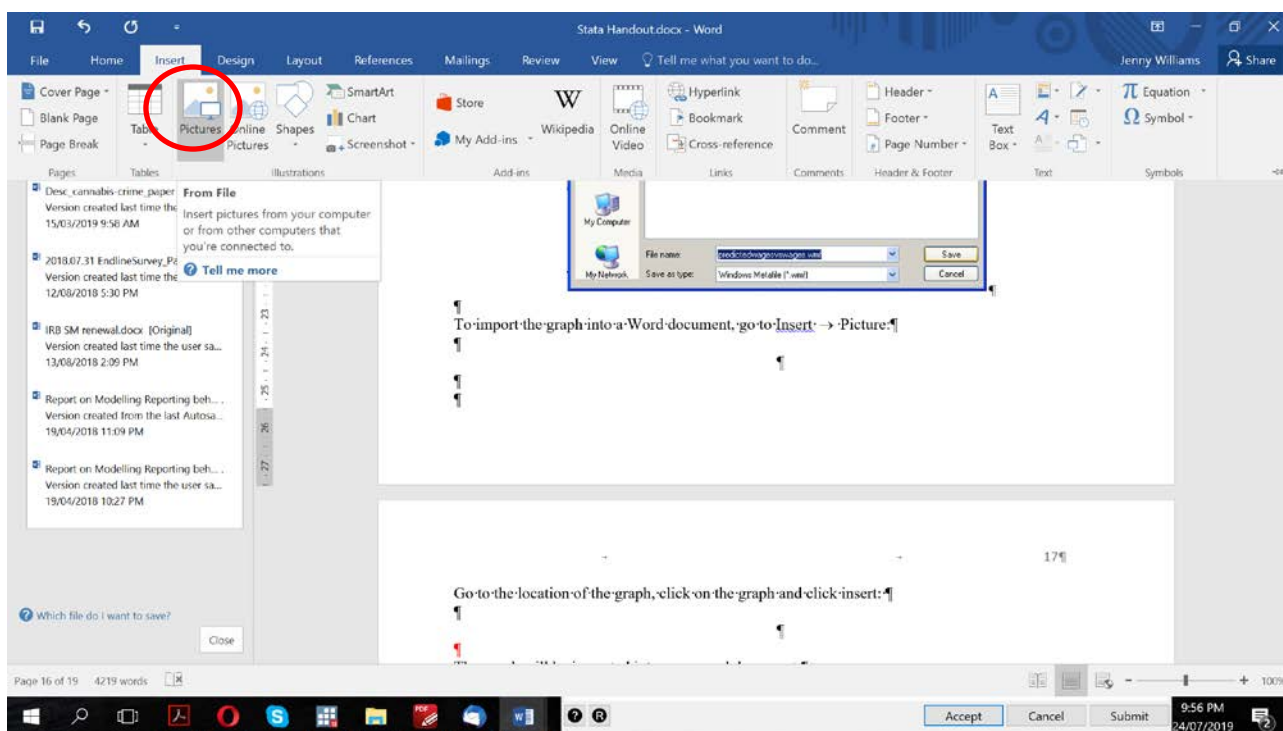 Stata Handout.docx - Word
File Home Insert Design Layout References Mailings Review View Tell me what you want to do... Jenny Williams Share
Cover Page
Blank Page
Page Break
Pages
Table
Tables
Pictures
Online
Pictures
Shapes
SmartArt
Chart
Screenshot
Illustrations
Store
My Add-ins
W
Wikipedia
Add-ins
Online
Video
Media
Hyperlink
Bookmark
Cross-reference
Links
Comment
Comments
Header
Footer
Page Number
Header & Footer
A
Text
Box
Text
π Equation
Ω Symbol
Symbols
Desc_cannabis-crime_paper
Version created last time the
15/03/2019 9:58 AM
2018.07.31 EndlineSurvey_Pa
Version created last time the
12/08/2018 5:30 PM
IRB SM renewal.docx [Original]
Version created last time the user sa...
13/08/2018 2:09 PM
Report on Modelling Reporting beh... .
Version created from the last Autosa...
19/04/2018 11:09 PM
Report on Modelling Reporting beh... .
Version created last time the user sa...
19/04/2018 10:27 PM
Which file do I want to save?
Close
From File
Insert pictures from your computer
or from other computers that
you're connected to.
Tell me more
23
24
25
26
27
My Computer
My Network
File name: predictedwagesvswages.wmf Save
Save as type: Windows Metafile (*.wmf) Cancel
¶
¶
To·import·the·graph·into·a·Word·document,·go·to·Insert·→·Picture:¶
¶
¶
¶
¶
17¶
Go·to·the·location·of·the·graph,·click·on·the·graph·and·click·insert:·¶
¶
¶
¶
Page 16 of 19 4219 words
100%
Accept Cancel Submit
9:56 PM
24/07/2019